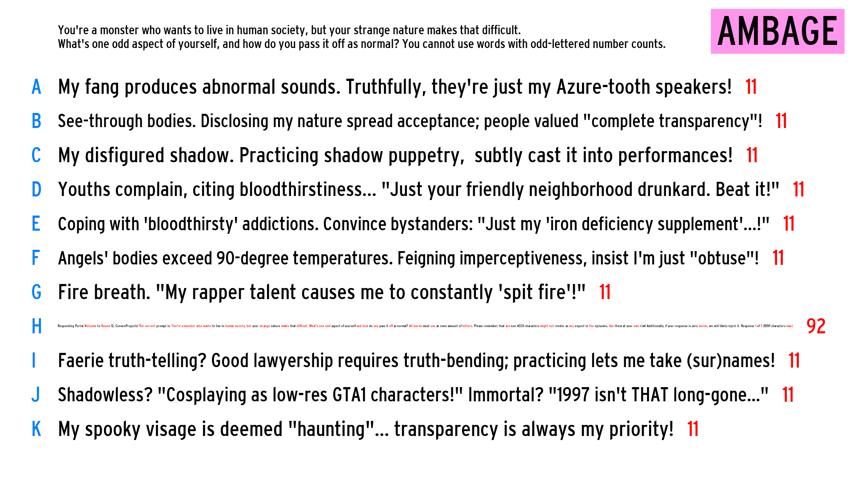 You're a monster who wants to live in human society, but your strange nature makes that difficult.
What's one odd aspect of yourself, and how do you pass it off as normal? You cannot use words with odd-lettered number counts.
AMBAGE
A My fang produces abnormal sounds. Truthfully, they're just my Azure-tooth speakers! 11
B See-through bodies. Disclosing my nature spread acceptance; people valued "complete transparency"! 11
C My disfigured shadow. Practicing shadow puppetry, subtly cast it into performances! 11
D Youths complain, citing bloodthirstiness... "Just your friendly neighborhood drunkard. Beat it!" 11
E Coping with 'bloodthirsty' addictions. Convince bystanders: "Just my 'iron deficiency supplement'...!" 11
F Angels' bodies exceed 90-degree temperatures. Feigning imperceptiveness, insist I'm just "obtuse"! 11
G Fire breath. "My rapper talent causes me to constantly 'spit fire'!" 11
H 92
I Faerie truth-telling? Good lawyership requires truth-bending; practicing lets me take (sur)names! 11
J Shadowless? "Cosplaying as low-res GTA1 characters!" Immortal? "1997 isn't THAT long-gone..." 11
K My spooky visage is deemed "haunting"... transparency is always my priority! 11